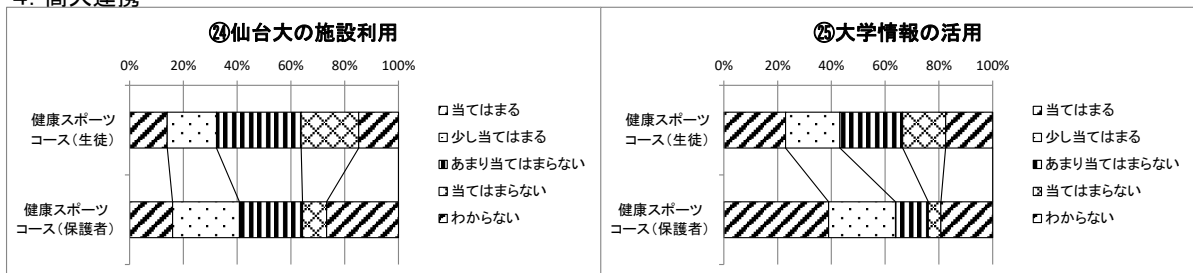 4. 高大連携
㉔仙台大の施設利用
0% 20% 40% 60% 80% 100%
健康スポーツ
コース(生徒)
健康スポーツ
コース(保護者)
当てはまる
少し当てはまる
あまり当てはまらない
当てはまらない
わからない
㉕大学情報の活用
0% 20% 40% 60% 80% 100%
健康スポーツ
コース(生徒)
健康スポーツ
コース(保護者)
当てはまる
少し当てはまる
あまり当てはまらない
当てはまらない
わからない